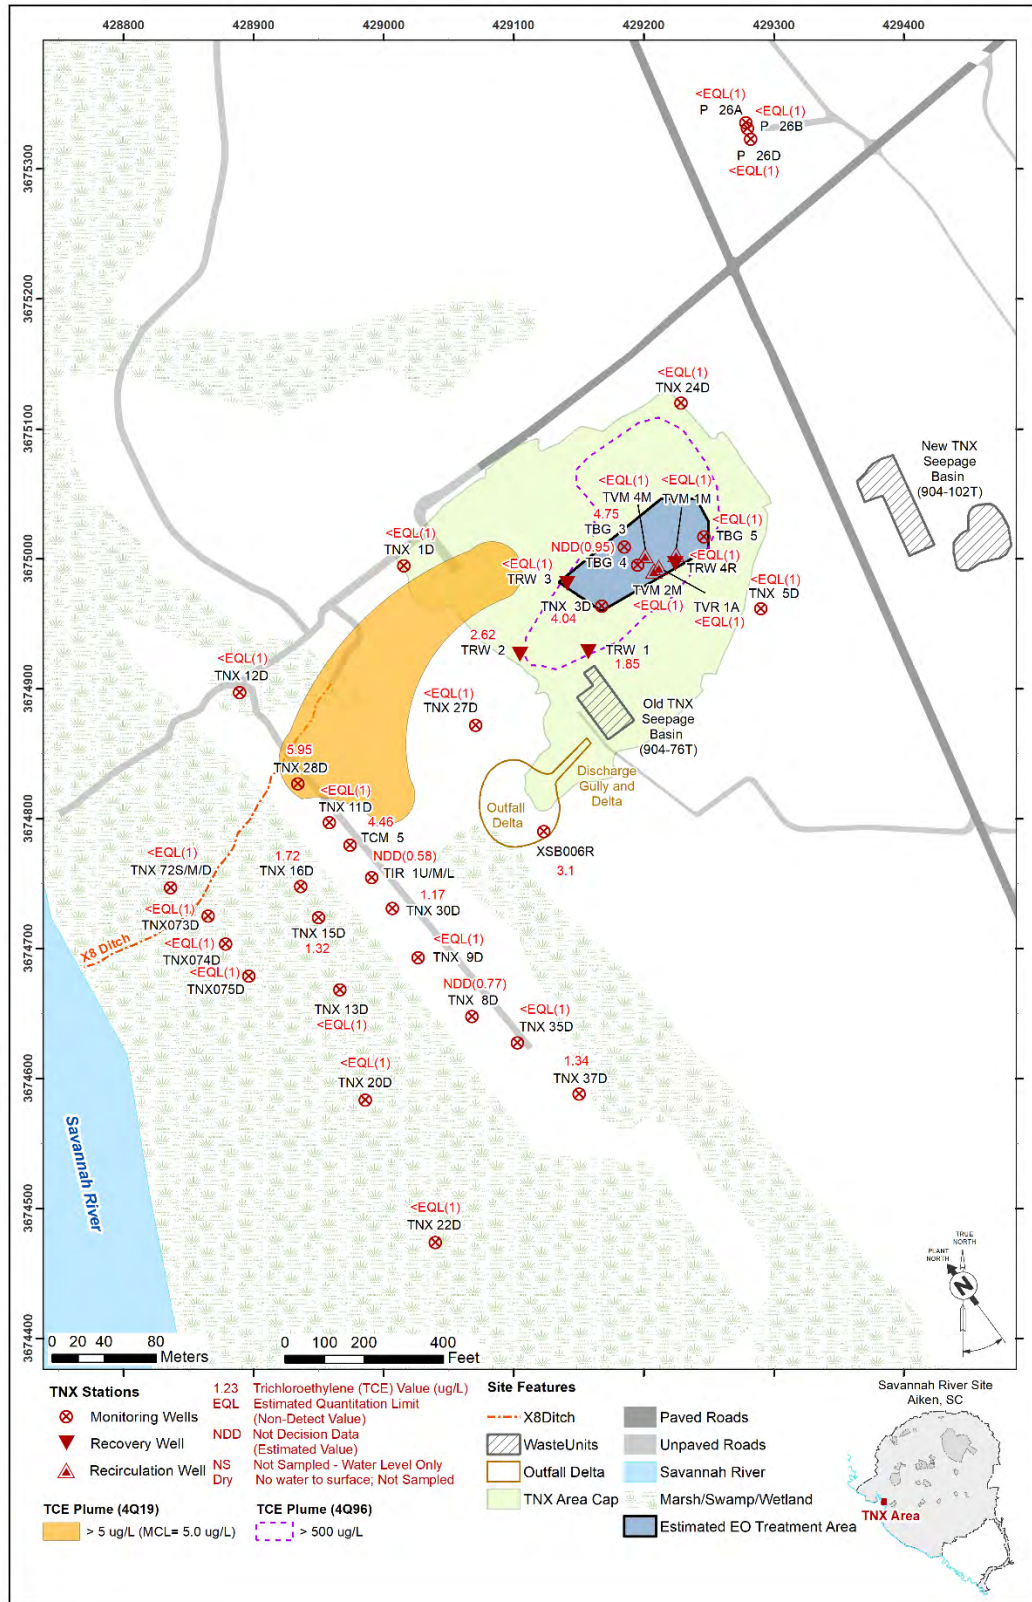 428800
428900
429000
429100
429200
429300
429400
3675300
3675200
3675100
3675000
3674900
3674800
3674700
3674600
3674500
3674400
<EQL(1)
P 26A
<EQL(1)
P 26B
P 26D
<EQL(1)
<EQL(1)
TNX 24D
New TNX
Seepage
Basin
(904-102T)
<EQL(1)
TVM 4M
<EQL(1)
TVM 1M
4.75
TBG 3
<EQL(1)
TBG 5
<EQL(1)
TNX 1D
NDD(0.95)
TBG 4
<EQL(1)
TRW 3
<EQL(1)
TRW 4R
TVM 2M
<EQL(1)
TVR 1A
<EQL(1)
<EQL(1)
TNX 5D
TNX 3D
4.04
2.62
TRW 2
TRW 1
1.85
<EQL(1)
TNX 12D
<EQL(1)
TNX 27D
Old TNX
Seepage
Basin
(904-76T)
5.95
TNX 28D
Discharge
Gully and
Delta
Outfall
Delta
<EQL(1)
TNX 11D
4.46
TCM 5
XSB006R
3.1
<EQL(1)
TNX 72S/M/D
1.72
TNX 16D
NDD(0.58)
TIR 1U/M/L
1.17
TNX 30D
<EQL(1)
TNX073D
TNX 15D
1.32
X8 Ditch
<EQL(1)
TNX074D
<EQL(1)
TNX 9D
<EQL(1)
TNX075D
NDD(0.77)
TNX 8D
TNX 13D
<EQL(1)
<EQL(1)
TNX 35D
<EQL(1)
TNX 20D
1.34
TNX 37D
Savannah River
<EQL(1)
TNX 22D
TRUE
NORTH
PLANT
NORTH
N
0 20 40 60 80
Meters
0 100 200 300 400
Feet
TNX Stations
Monitoring Wells
Recovery Well
Recirculation Well
1.23 Trichloroethylene (TCE) Value (ug/L)
EQL Estimated Quantitation Limit
(Non-Detect Value)
NDD Not Decision Data
(Estimated Value)
NS Not Sampled - Water Level Only
Dry No water to surface; Not Sampled
TCE Plume (4Q19)
> 5 ug/L (MCL= 5.0 ug/L)
TCE Plume (4Q96)
> 500 ug/L
Site Features
X8Ditch
WasteUnits
Outfall Delta
TNX Area Cap
Paved Roads
Unpaved Roads
Savannah River
Marsh/Swamp/Wetland
Estimated EO Treatment Area
Savannah River Site
Aiken, SC
TNX Area